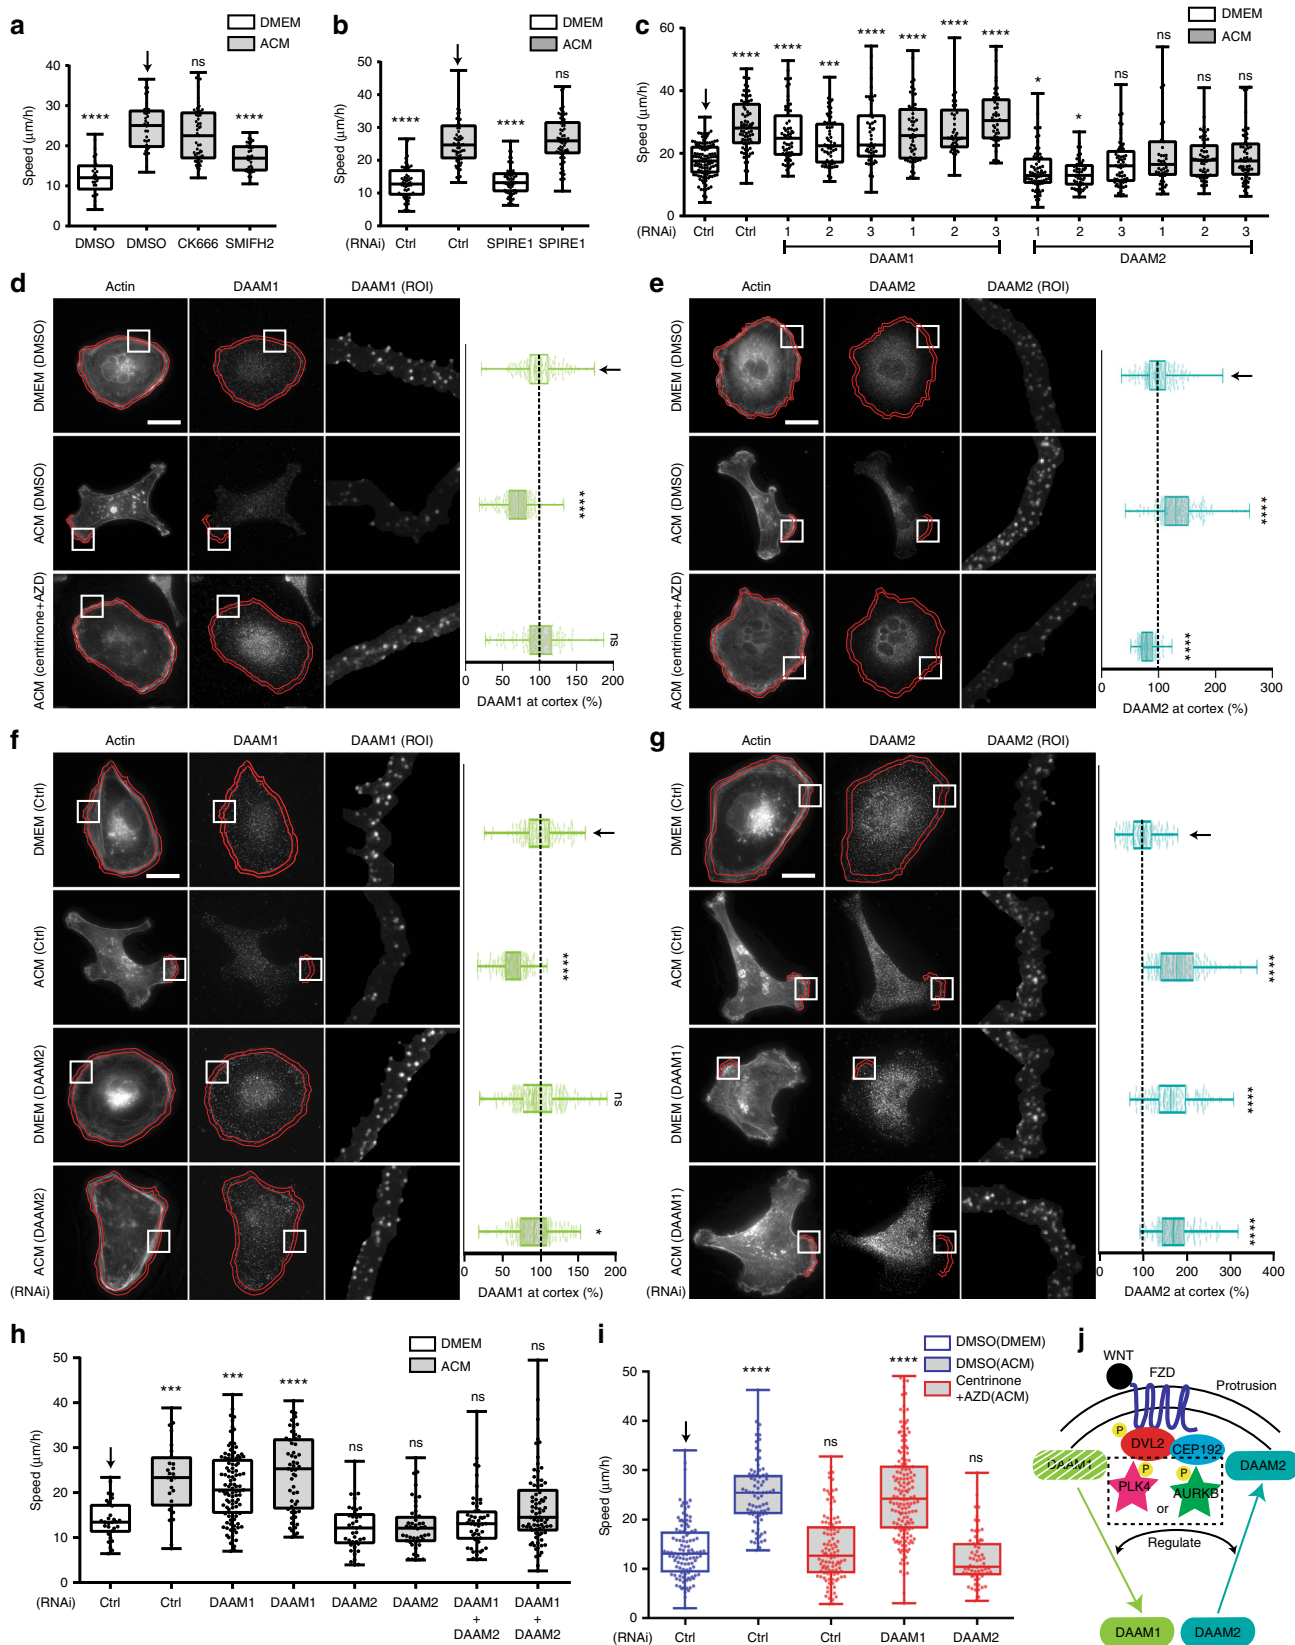 a
DMEM
ACM
Speed (µm/h)
40
30
20
10
0
****
ns
****
DMSO
DMSO
CK666
SMIFH2
b
DMEM
ACM
Speed (µm/h)
50
40
30
20
10
0
****
****
ns
(RNAi)
Ctrl
Ctrl
SPIRE1
SPIRE1
c
DMEM
ACM
Speed (µm/h)
60
40
20
0
****
****
***
****
****
****
****
*
*
ns
ns
ns
ns
(RNAi)
Ctrl
Ctrl
1
2
3
1
2
3
1
2
3
1
2
3
DAAM1
DAAM2
d
Actin
DAAM1
DAAM1 (ROI)
DMEM (DMSO)
ACM (DMSO)
ACM (centrinone+AZD)
****
ns
0
50
100
150
200
DAAM1 at cortex (%)
e
Actin
DAAM2
DAAM2 (ROI)
DMEM (DMSO)
ACM (DMSO)
ACM (centrinone+AZD)
****
****
0
100
200
300
DAAM2 at cortex (%)
f
Actin
DAAM1
DAAM1 (ROI)
DMEM (Ctrl)
ACM (Ctrl)
DMEM (DAAM2)
ACM (DAAM2)
(RNAi)
****
ns
*
0
50
100
150
200
DAAM1 at cortex (%)
g
Actin
DAAM2
DAAM2 (ROI)
DMEM (Ctrl)
ACM (Ctrl)
DMEM (DAAM1)
ACM (DAAM1)
(RNAi)
****
****
****
0
100
200
300
400
DAAM2 at cortex (%)
h
DMEM
ACM
Speed (µm/h)
50
40
30
20
10
0
***
***
****
ns
ns
ns
ns
(RNAi)
Ctrl
Ctrl
DAAM1
DAAM1
DAAM2
DAAM2
DAAM1
+
DAAM2
DAAM1
+
DAAM2
i
DMSO(DMEM)
DMSO(ACM)
Centrinone
+AZD(ACM)
Speed (µm/h)
50
40
30
20
10
0
****
ns
****
ns
(RNAi)
Ctrl
Ctrl
Ctrl
DAAM1
DAAM2
j
WNT
FZD
Protrusion
P
DVL2
CEP192
DAAM1
DAAM2
P
P
PLK4
or
AURKB
Regulate
DAAM1
DAAM2